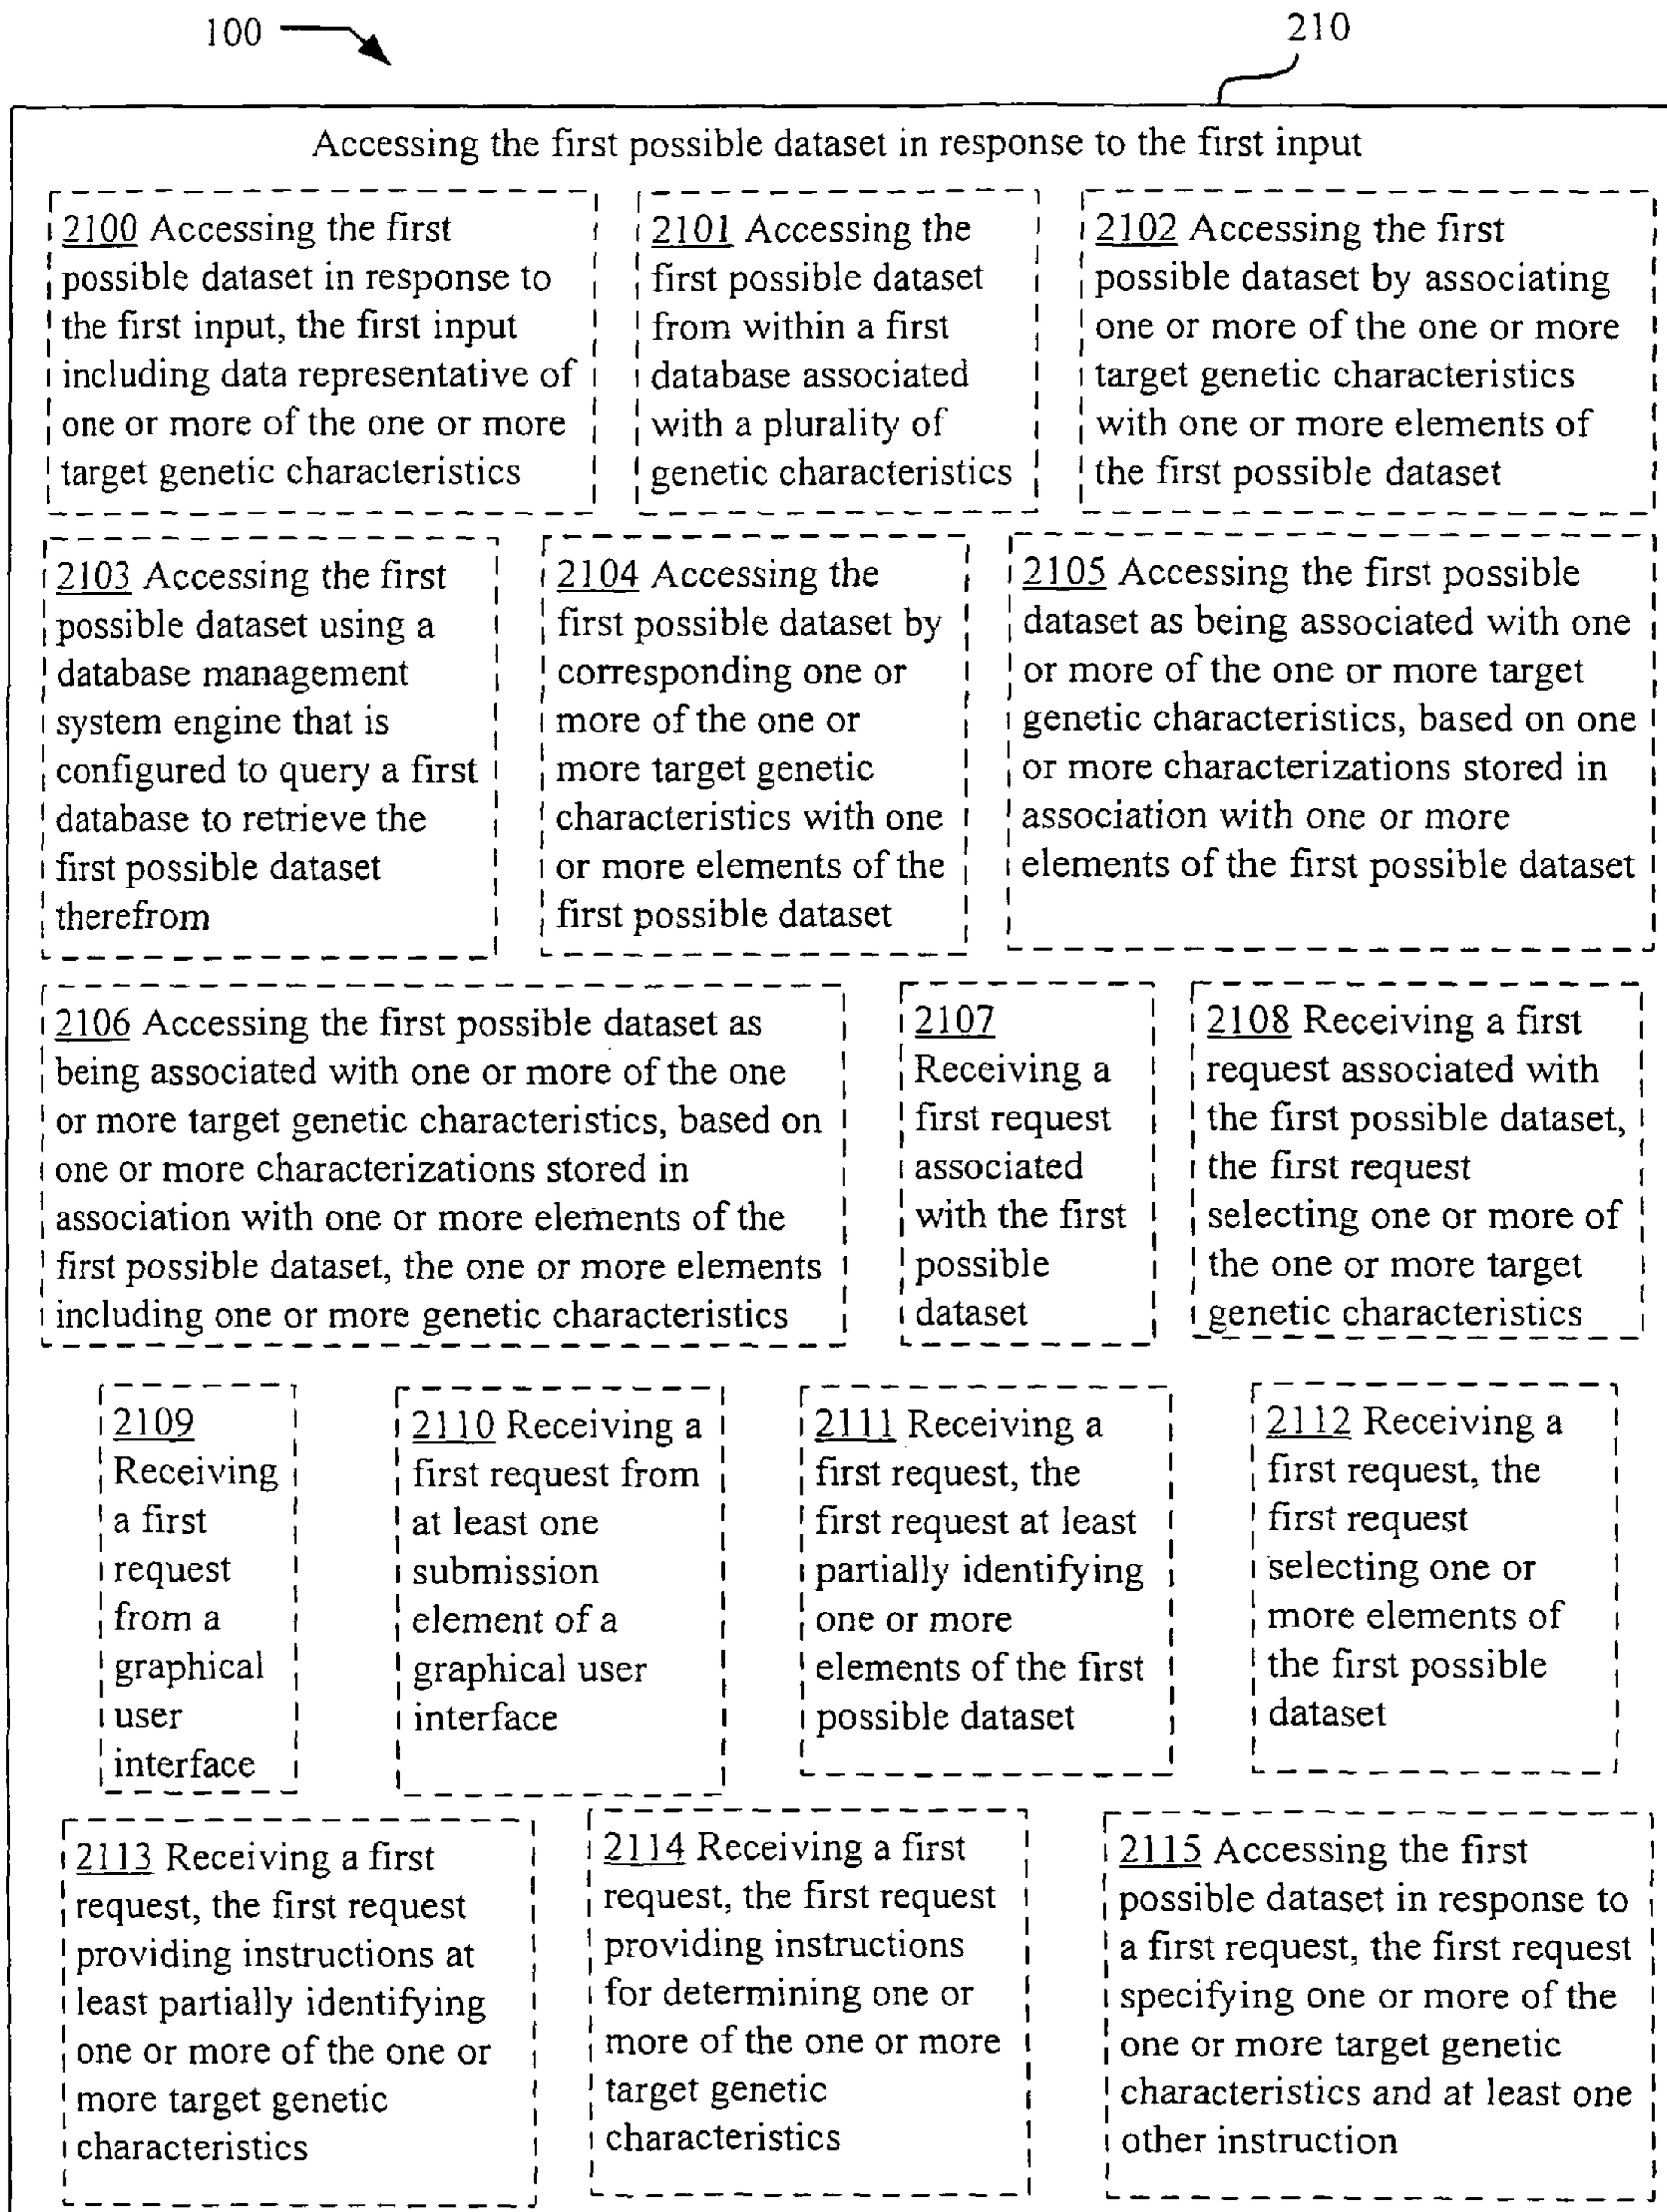 100
210
Accessing the first possible dataset in response to the first input
2100 Accessing the first
possible dataset in response to
the first input, the first input
including data representative of
one or more of the one or more
target genetic characteristics
2101 Accessing the
first possible dataset
from within a first
database associated
with a plurality of
genetic characteristics
2102 Accessing the first
possible dataset by associating
one or more of the one or more
target genetic characteristics
with one or more elements of
the first possible dataset
2103 Accessing the first
possible dataset using a
database management
system engine that is
configured to query a first
database to retrieve the
first possible dataset
therefrom
2104 Accessing the
first possible dataset by
corresponding one or
more of the one or
more target genetic
characteristics with one
or more elements of the
first possible dataset
2105 Accessing the first possible
dataset as being associated with one
or more of the one or more target
genetic characteristics, based on one
or more characterizations stored in
association with one or more
elements of the first possible dataset
2106 Accessing the first possible dataset as
being associated with one or more of the one
or more target genetic characteristics, based on
one or more characterizations stored in
association with one or more elements of the
first possible dataset, the one or more elements
including one or more genetic characteristics
2107
Receiving a
first request
associated
with the first
possible
dataset
2108 Receiving a first
request associated with
the first possible dataset,
the first request
selecting one or more of
the one or more target
genetic characteristics
2109
Receiving
a first
request
from a
graphical
user
interface
2110 Receiving a
first request from
at least one
submission
element of a
graphical user
interface
2111 Receiving a
first request, the
first request at least
partially identifying
one or more
elements of the first
possible dataset
2112 Receiving a
first request, the
first request
selecting one or
more elements of
the first possible
dataset
2113 Receiving a first
request, the first request
providing instructions at
least partially identifying
one or more of the one or
more target genetic
characteristics
2114 Receiving a first
request, the first request
providing instructions
for determining one or
more of the one or more
target genetic
characteristics
2115 Accessing the first
possible dataset in response to
a first request, the first request
specifying one or more of the
one or more target genetic
characteristics and at least one
other instruction